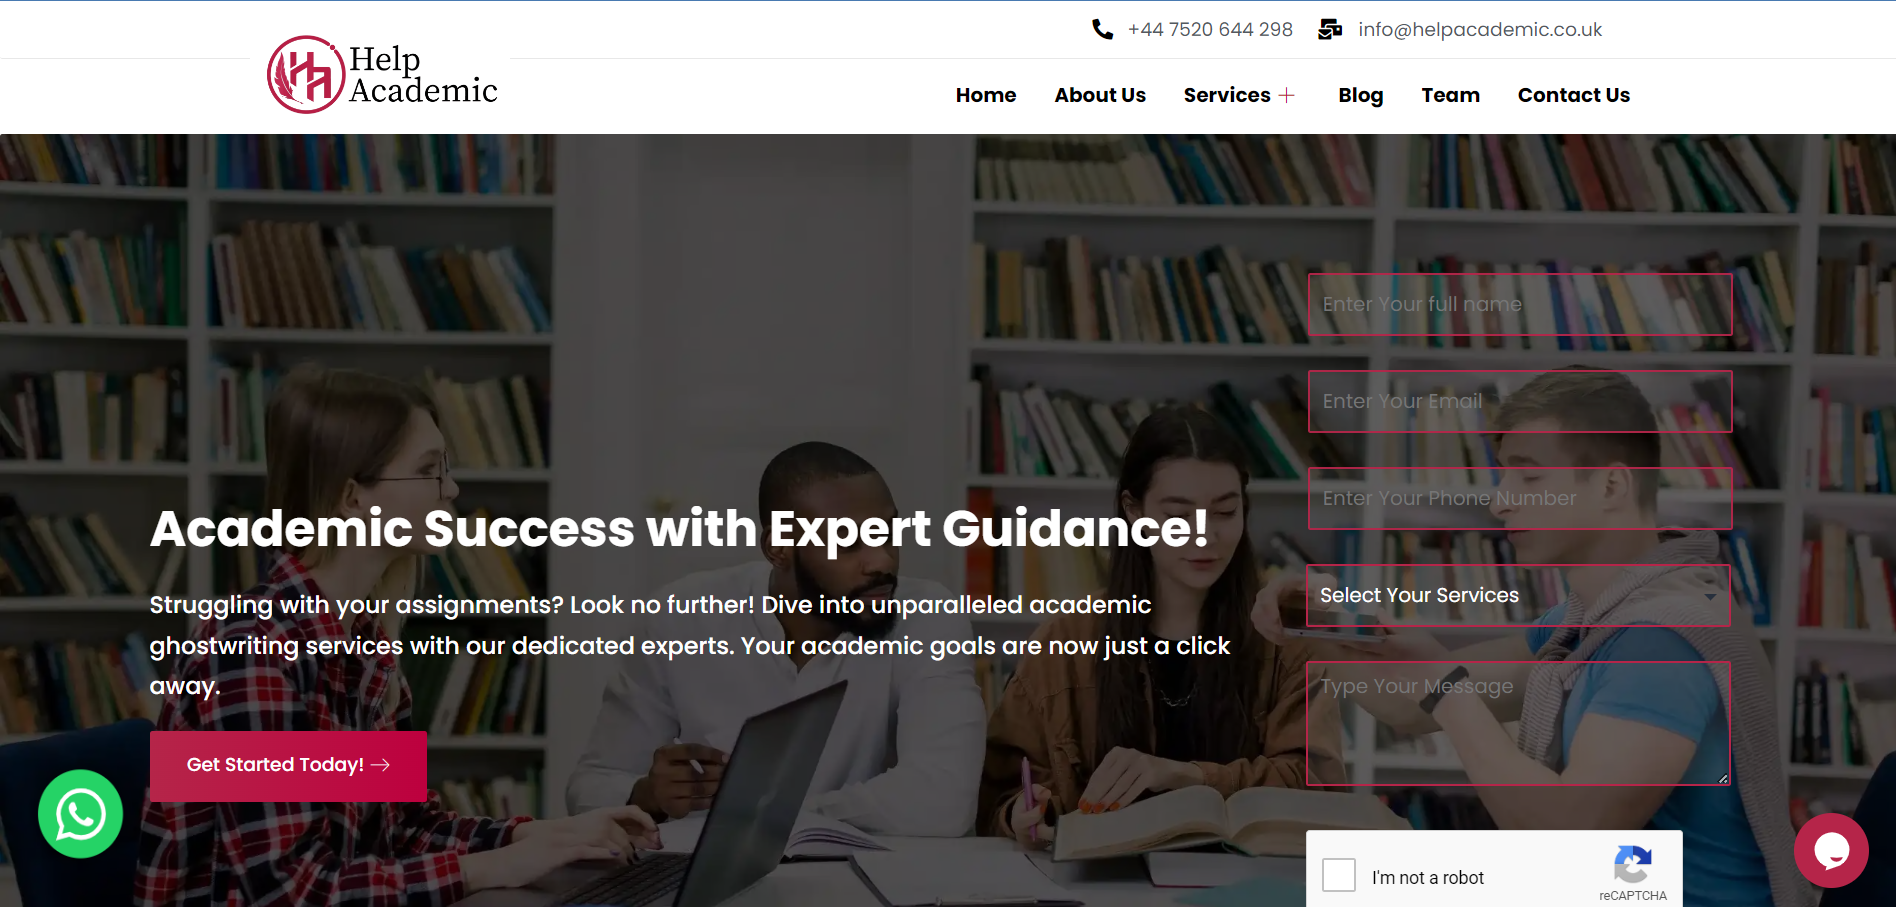 +44 7520 644 298
info@helpacademic.co.uk
Help
Academic
Home
About Us
Services
Blog
Team
Contact Us
Enter Your full name
Enter Your Email
Enter Your Phone Number
Academic Success with Expert Guidance!
Struggling with your assignments? Look no further! Dive into unparalleled academic
ghostwriting services with our dedicated experts. Your academic goals are now just a click
away.
Get Started Today!
Select Your Services
Type Your Message
I'm not a robot
reCAPTCHA